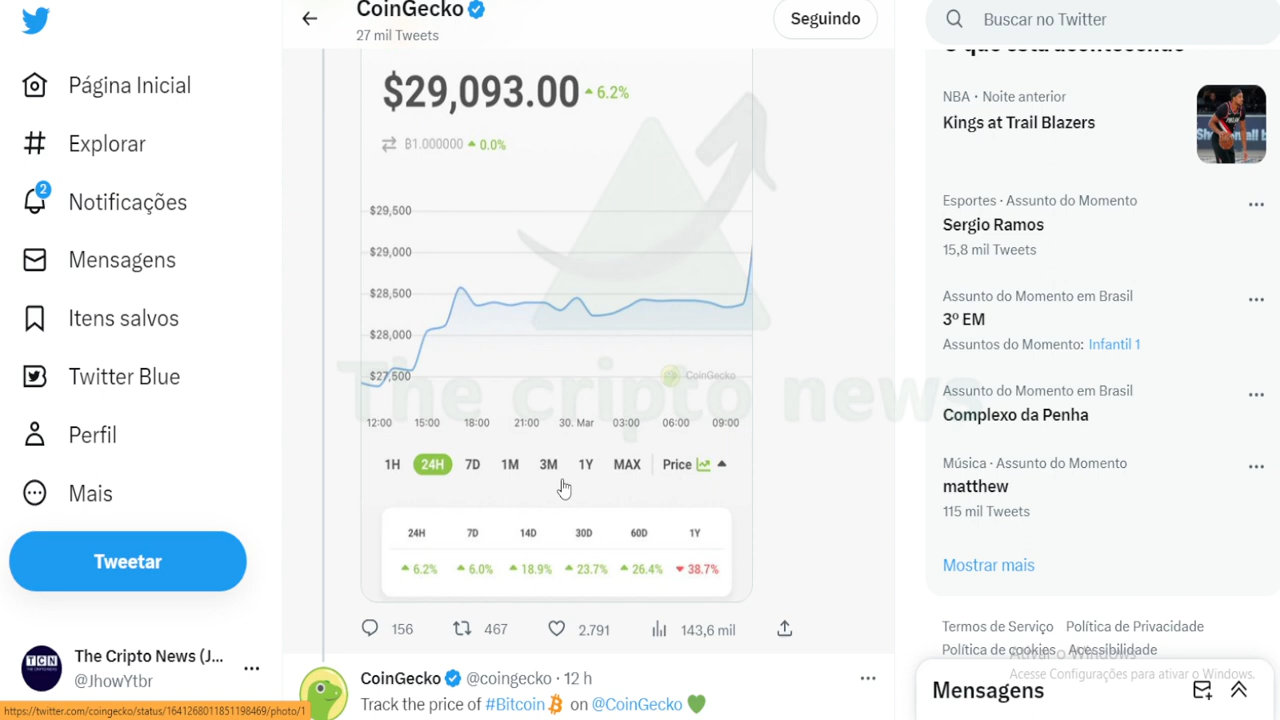 Página Inicial
Explorar
2
Notificações
Mensagens
Itens salvos
Twitter Blue
Perfil
Mais
Tweetar
The Cripto News (J...
@JhowYtbr
TCN
https://twitter.com/coingecko/status/1641268011851198469/photo/1
CoinGecko
27 mil Tweets
Seguindo
$29,093.00 6.2%
฿1.000000 0.0%
$29,500
$29,000
$28,500
$28,000
$27,500
CoinGecko
12:00 15:00 18:00 21:00 30. Mar 03:00 06:00 09:00
The cripto news
1H 24H 7D 1M 3M 1Y MAX Price
24H 7D 14D 30D 60D 1Y
6.2% 6.0% 18.9% 23.7% 26.4% 38.7%
156 467 2.791 143,6 mil
CoinGecko @coingecko · 12 h
Track the price of #Bitcoin on @CoinGecko
Buscar no Twitter
O que está acontecendo
NBA · Noite anterior
Kings at Trail Blazers
Esportes · Assunto do Momento
Sergio Ramos
15,8 mil Tweets
Assunto do Momento em Brasil
3º EM
Assuntos do Momento: Infantil 1
Assunto do Momento em Brasil
Complexo da Penha
Música · Assunto do Momento
matthew
115 mil Tweets
Mostrar mais
Termos de Serviço Política de Privacidade
Política de cookies Acessibilidade
Ativar o Windows
Acesse Configurações para ativar o Windows.
Mensagens